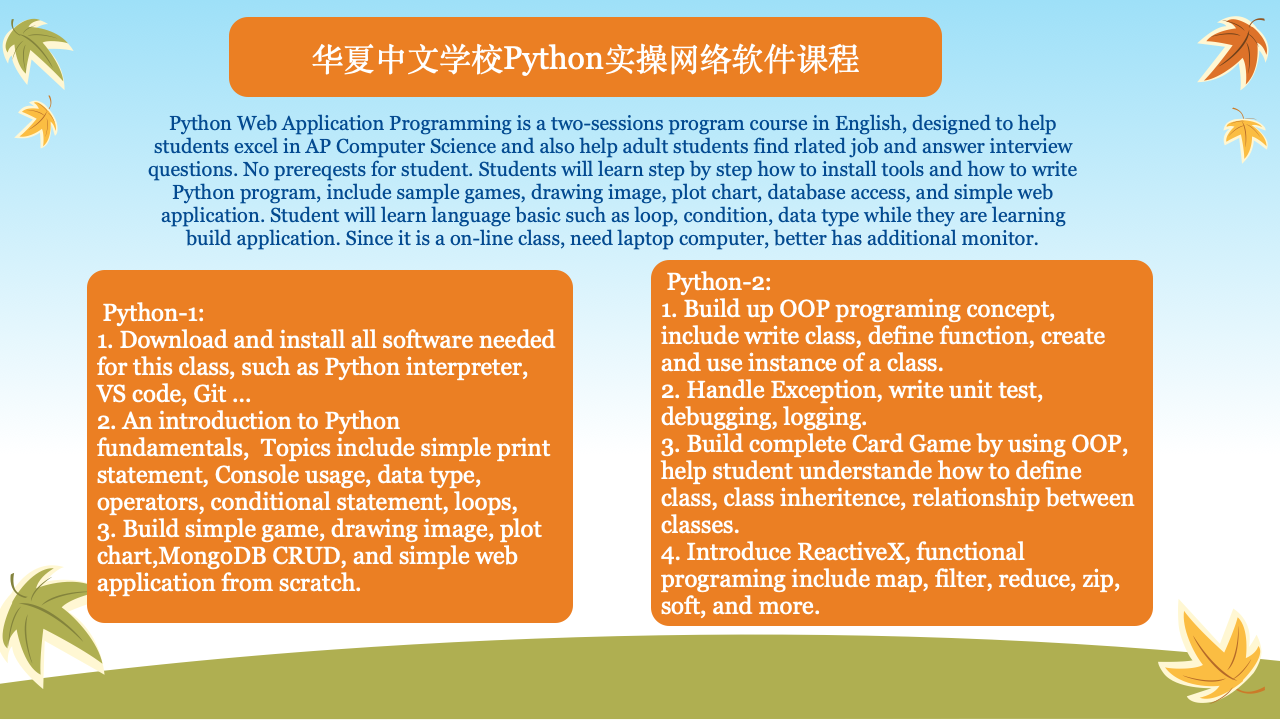 华夏中文学校Python实操网络软件课程
Python Web Application Programming is a two-sessions program course in English, designed to help
students excel in AP Computer Science and also help adult students find rlated job and answer interview
questions. No prereqests for student. Students will learn step by step how to install tools and how to write
Python program, include sample games, drawing image, plot chart, database access, and simple web
application. Student will learn language basic such as loop, condition, data type while they are learning
build application. Since it is a on-line class, need laptop computer, better has additional monitor.
Python-1:
1. Download and install all software needed
for this class, such as Python interpreter,
VS code, Git ...
2. An introduction to Python
fundamentals,  Topics include simple print
statement, Console usage, data type,
operators, conditional statement, loops,
3. Build simple game, drawing image, plot
chart,MongoDB CRUD, and simple web
application from scratch.
Python-2:
1. Build up OOP programing concept,
include write class, define function, create
and use instance of a class.
2. Handle Exception, write unit test,
debugging, logging.
3. Build complete Card Game by using OOP,
help student understande how to define
class, class inheritence, relationship between
classes.
4. Introduce ReactiveX, functional
programing include map, filter, reduce, zip,
soft, and more.